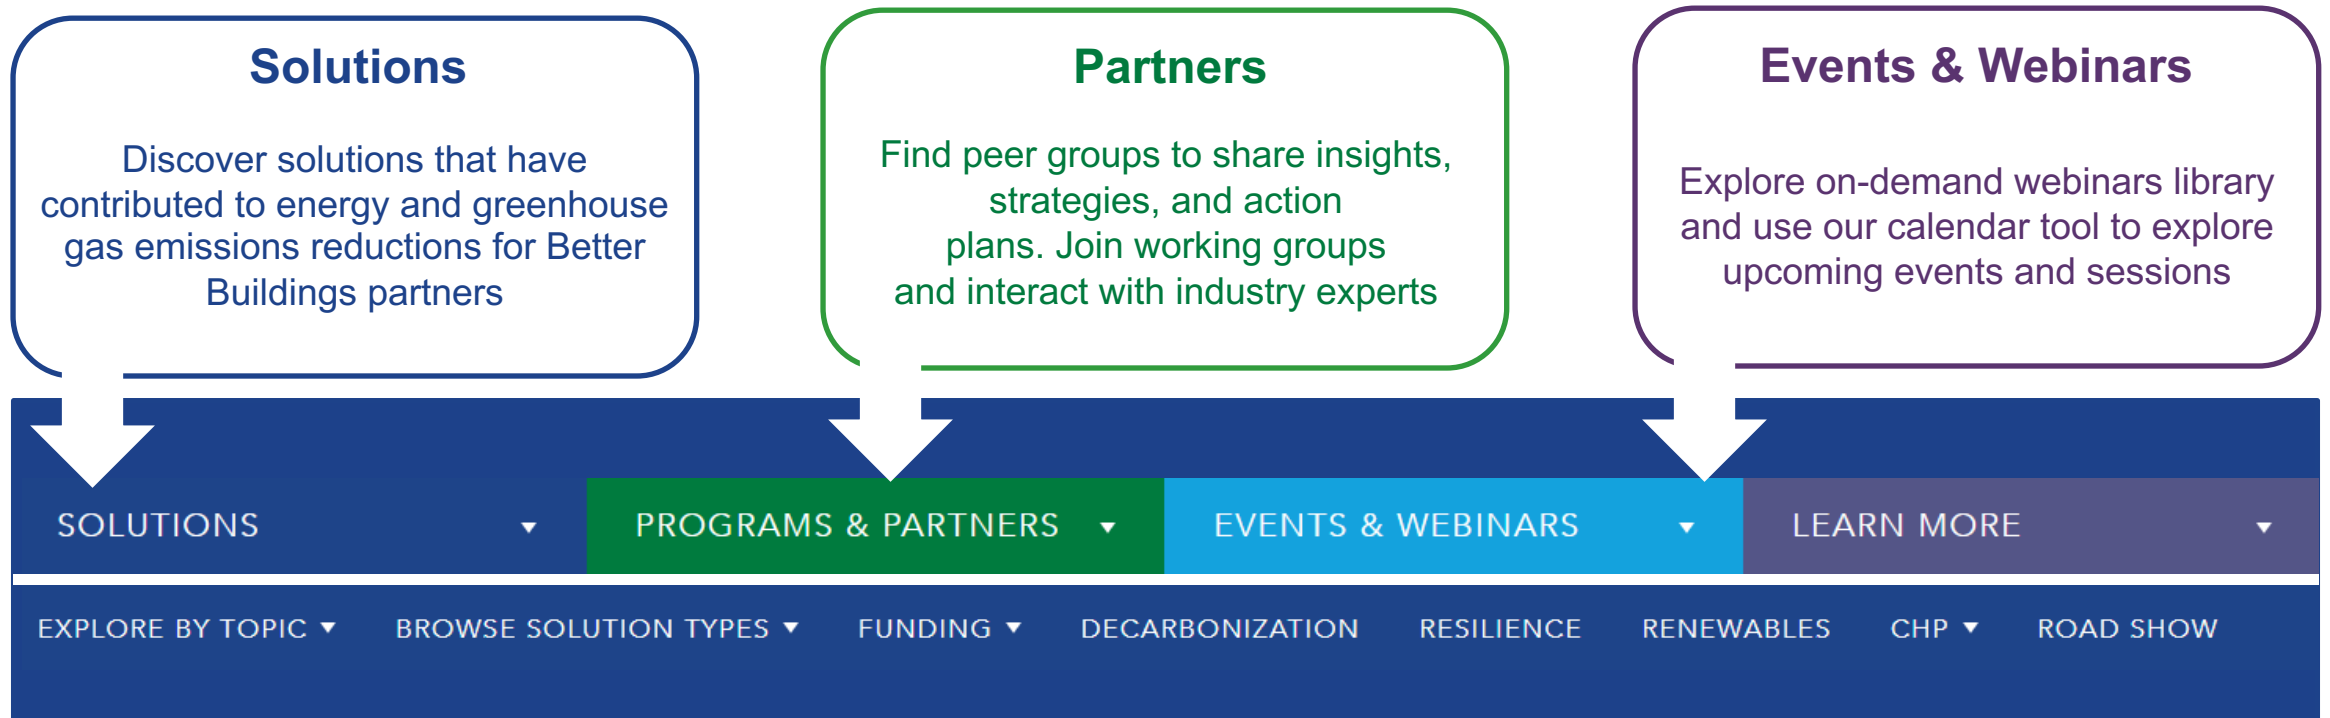 Solutions
Discover solutions that have
contributed to energy and greenhouse
gas emissions reductions for Better
Buildings partners
Partners
Find peer groups to share insights,
strategies, and action
plans. Join working groups
and interact with industry experts
Events & Webinars
Explore on-demand webinars library
and use our calendar tool to explore
upcoming events and sessions
SOLUTIONS
PROGRAMS & PARTNERS
EVENTS & WEBINARS
LEARN MORE
EXPLORE BY TOPIC
BROWSE SOLUTION TYPES
FUNDING
DECARBONIZATION
RESILIENCE
RENEWABLES
CHP
ROAD SHOW